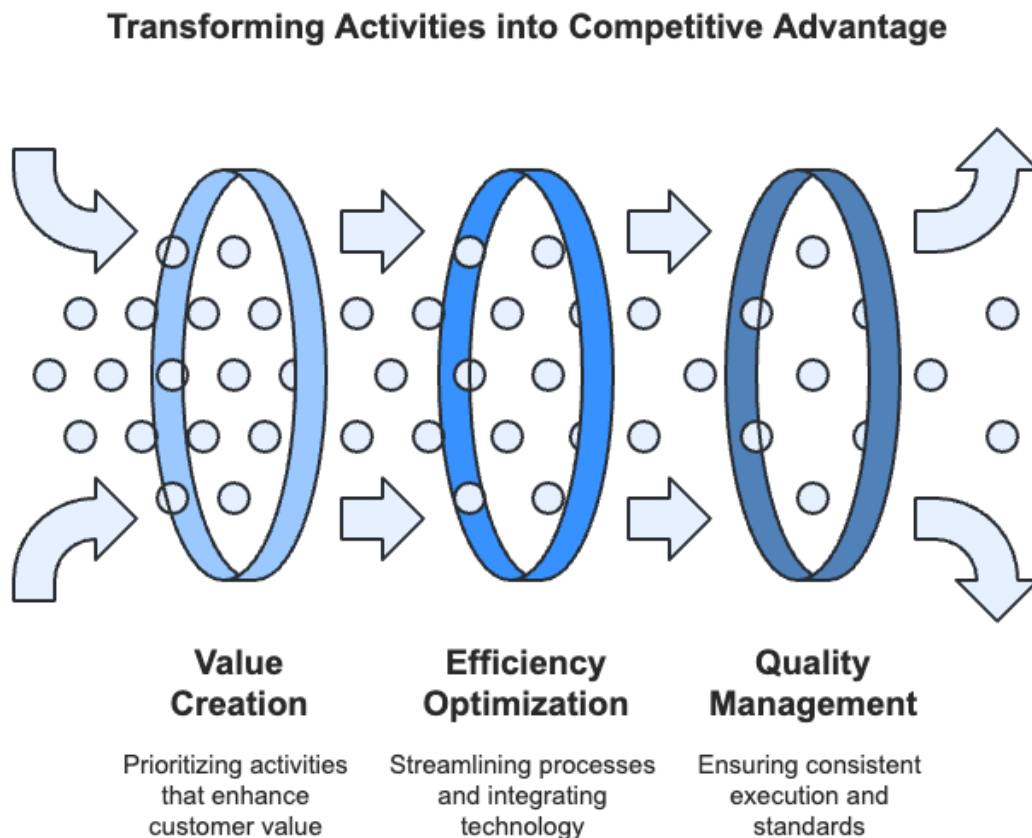 Transforming Activities into Competitive Advantage
Value
Creation
Prioritizing activities
that enhance
customer value
Efficiency
Optimization
Streamlining processes
and integrating
technology
Quality
Management
Ensuring consistent
execution and
standards